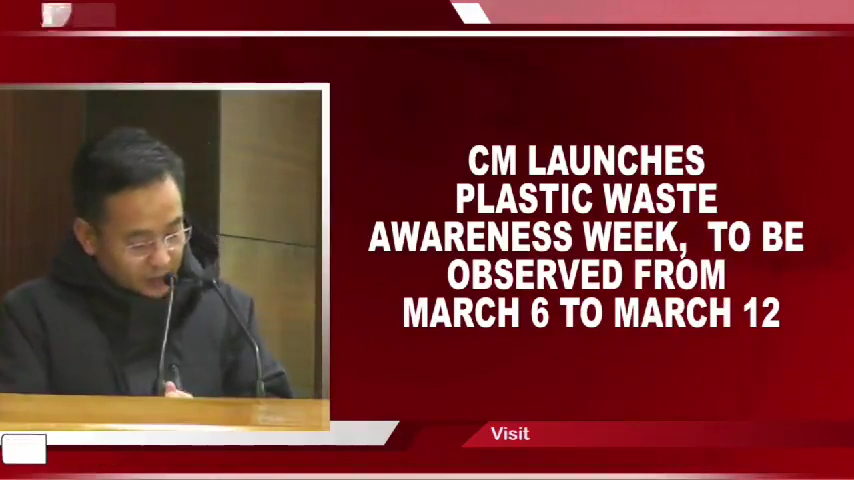 CM LAUNCHES
PLASTIC WASTE
AWARENESS WEEK, TO BE
OBSERVED FROM
MARCH 6 TO MARCH 12
Visit